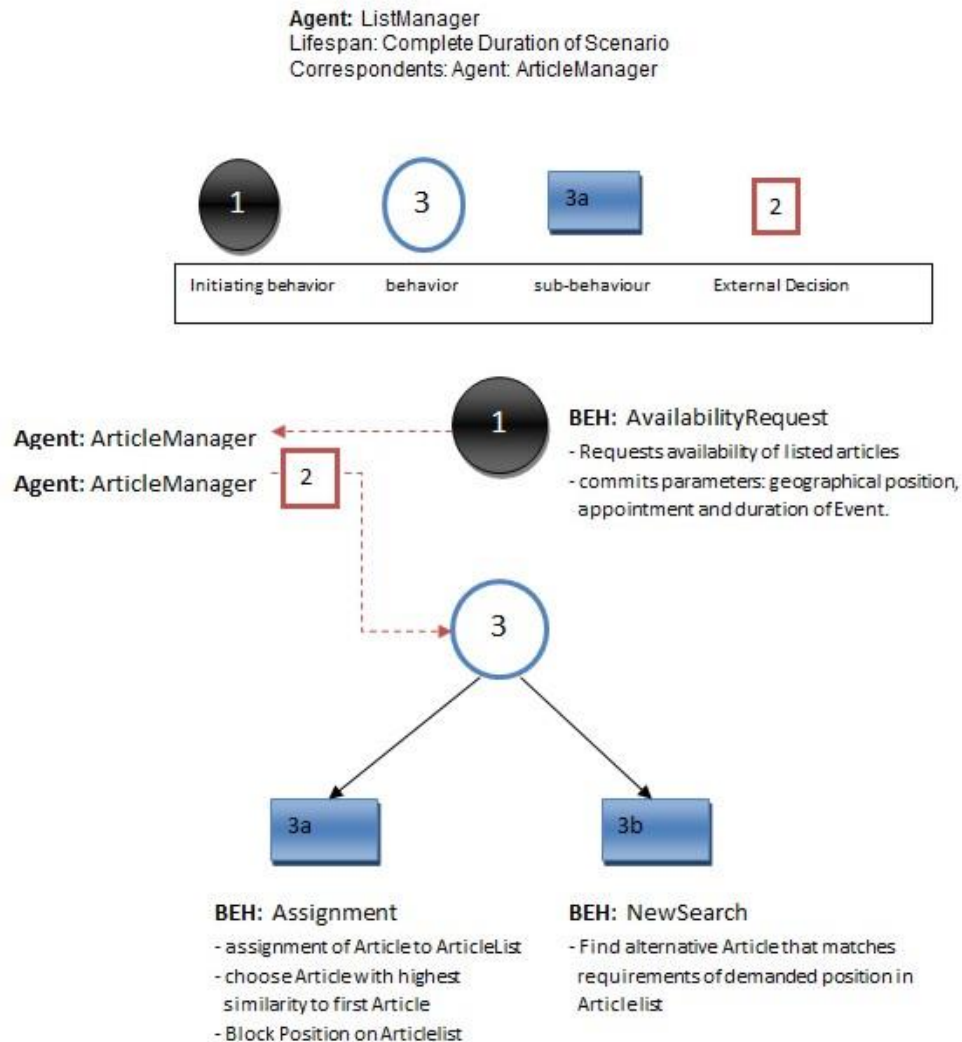 Agent: ListManager
Lifespan: Complete Duration of Scenario
Correspondents: Agent: ArticleManager
1
3
3a
2
Initiating behavior
behavior
sub-behaviour
External Decision
1
BEH: AvailabilityRequest
- Requests availability of listed articles
- commits parameters: geographical position,
appointment and duration of Event.
Agent: ArticleManager
Agent: ArticleManager
2
3
3a
3b
BEH: Assignment
- assignment of Article to ArticleList
- choose Article with highest
similarity to first Article
- Block Position on Articlelist
BEH: NewSearch
- Find alternative Article that matches
requirements of demanded position in
Articlelist